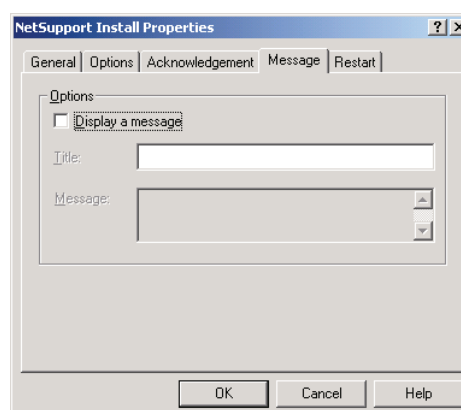 NetSupport Install Properties
General Options Acknowledgement Message Restart
Options
Display a message
Title:
Message:
OK Cancel Help